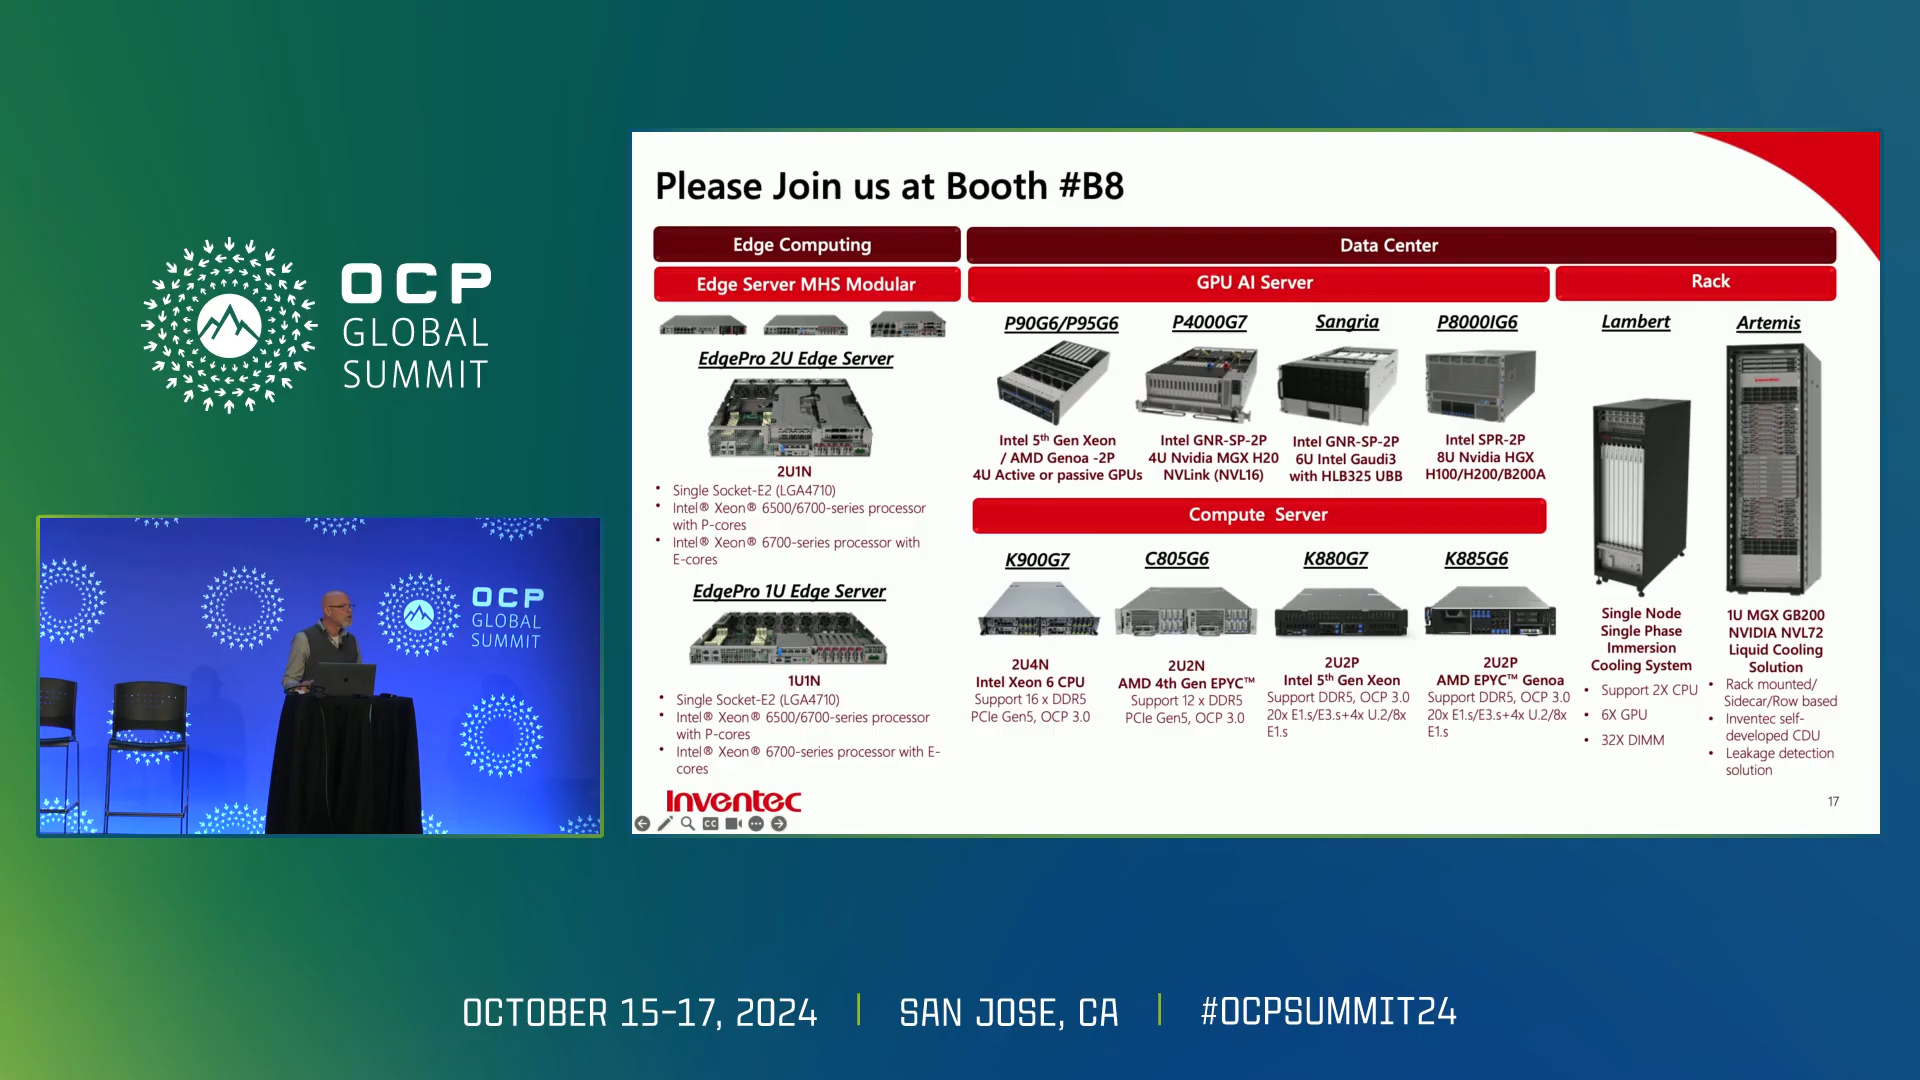 OCP
GLOBAL
SUMMIT
OCP
GLOBAL
SUMMIT
Please Join us at Booth #B8
Edge Computing
Data Center
Edge Server MHS Modular
GPU AI Server
Rack
EdgePro 2U Edge Server
2U1N
• Single Socket-E2 (LGA4710)
• Intel® Xeon® 6500/6700-series processor
with P-cores
• Intel® Xeon® 6700-series processor with
E-cores
EdgePro 1U Edge Server
1U1N
• Single Socket-E2 (LGA4710)
• Intel® Xeon® 6500/6700-series processor
with P-cores
• Intel® Xeon® 6700-series processor with E-
cores
P90G6/P95G6
Intel 5th Gen Xeon
/ AMD Genoa -2P
4U Active or passive GPUs
P4000G7
Intel GNR-SP-2P
4U Nvidia MGX H20
NVLink (NVL16)
Sangria
Intel GNR-SP-2P
6U Intel Gaudi3
with HLB325 UBB
P8000IG6
Intel SPR-2P
8U Nvidia HGX
H100/H200/B200A
Compute Server
K900G7
2U4N
Intel Xeon 6 CPU
Support 16 x DDR5
PCIe Gen5, OCP 3.0
C805G6
2U2N
AMD 4th Gen EPYC™
Support 12 x DDR5
PCIe Gen5, OCP 3.0
K880G7
2U2P
Intel 5th Gen Xeon
Support DDR5, OCP 3.0
20x E1.s/E3.s+4x U.2/8x
E1.s
K885G6
2U2P
AMD EPYC™ Genoa
Support DDR5, OCP 3.0
20x E1.s/E3.s+4x U.2/8x
E1.s
Lambert
Single Node
Single Phase
Immersion
Cooling System
• Support 2X CPU
• 6X GPU
• 32X DIMM
Artemis
Inventec
1U MGX GB200
NVIDIA NVL72
Liquid Cooling
Solution
• Rack mounted/
Sidecar/Row based
• Inventec self-
developed CDU
• Leakage detection
solution
Inventec
17
CC
OCTOBER 15-17, 2024
SAN JOSE, CA
#OCPSUMMIT24